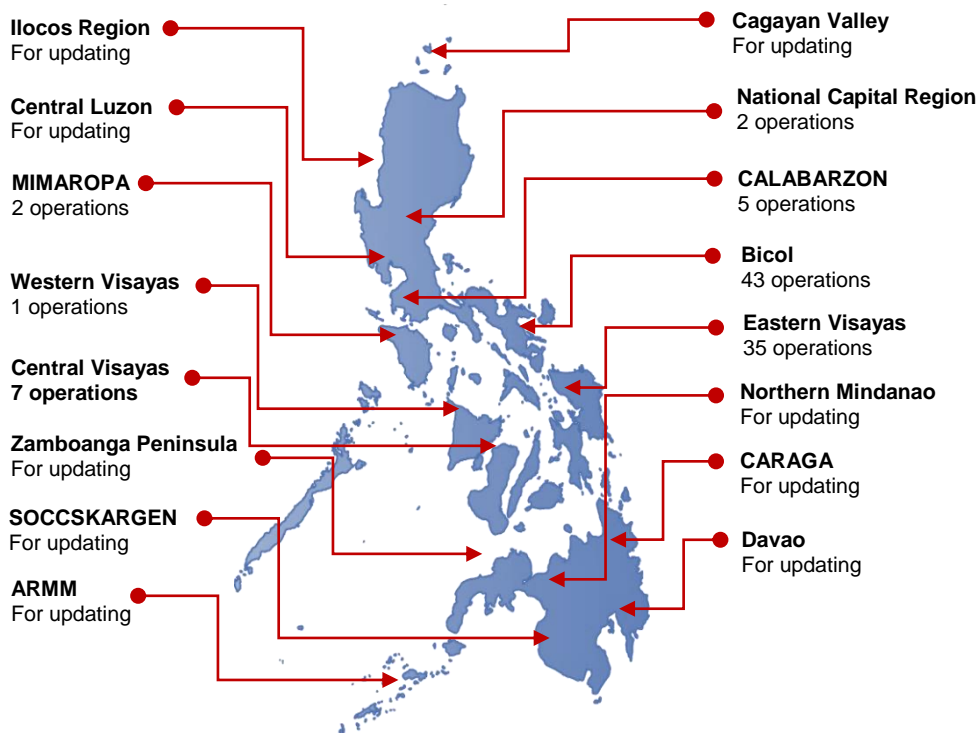 Ilocos Region
For updating
Central Luzon
For updating
MIMAROPA
2 operations
Western Visayas
1 operations
Central Visayas
7 operations
Zamboanga Peninsula
For updating
SOCCSKARGEN
For updating
ARMM
For updating
Cagayan Valley
For updating
National Capital Region
2 operations
CALABARZON
5 operations
Bicol
43 operations
Eastern Visayas
35 operations
Northern Mindanao
For updating
CARAGA
For updating
Davao
For updating